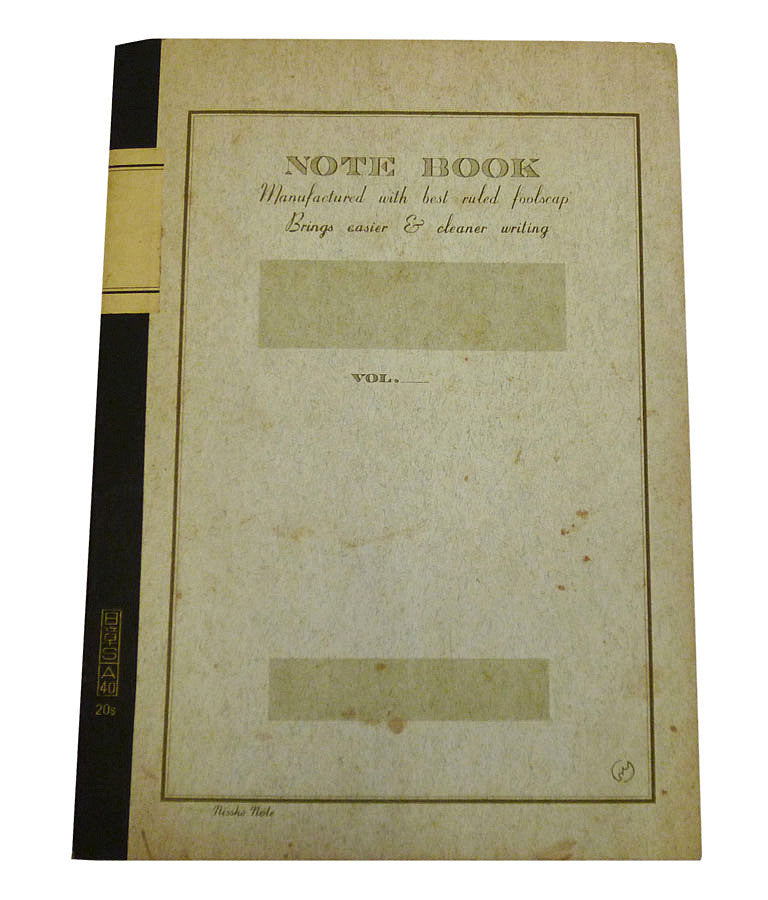 NOTE BOOK
Manufactured with best ruled foolscap
Brings easier & cleaner writing
VOL.
S
A
40
20s
Nissho Note